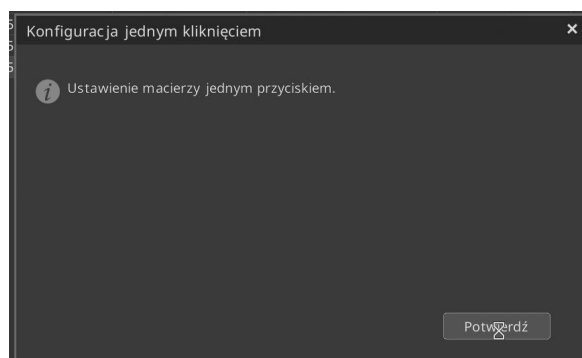 Konfiguracja jednym kliknięciem
Ustawienie macierzy jednym przyciskiem.
Potwierdź